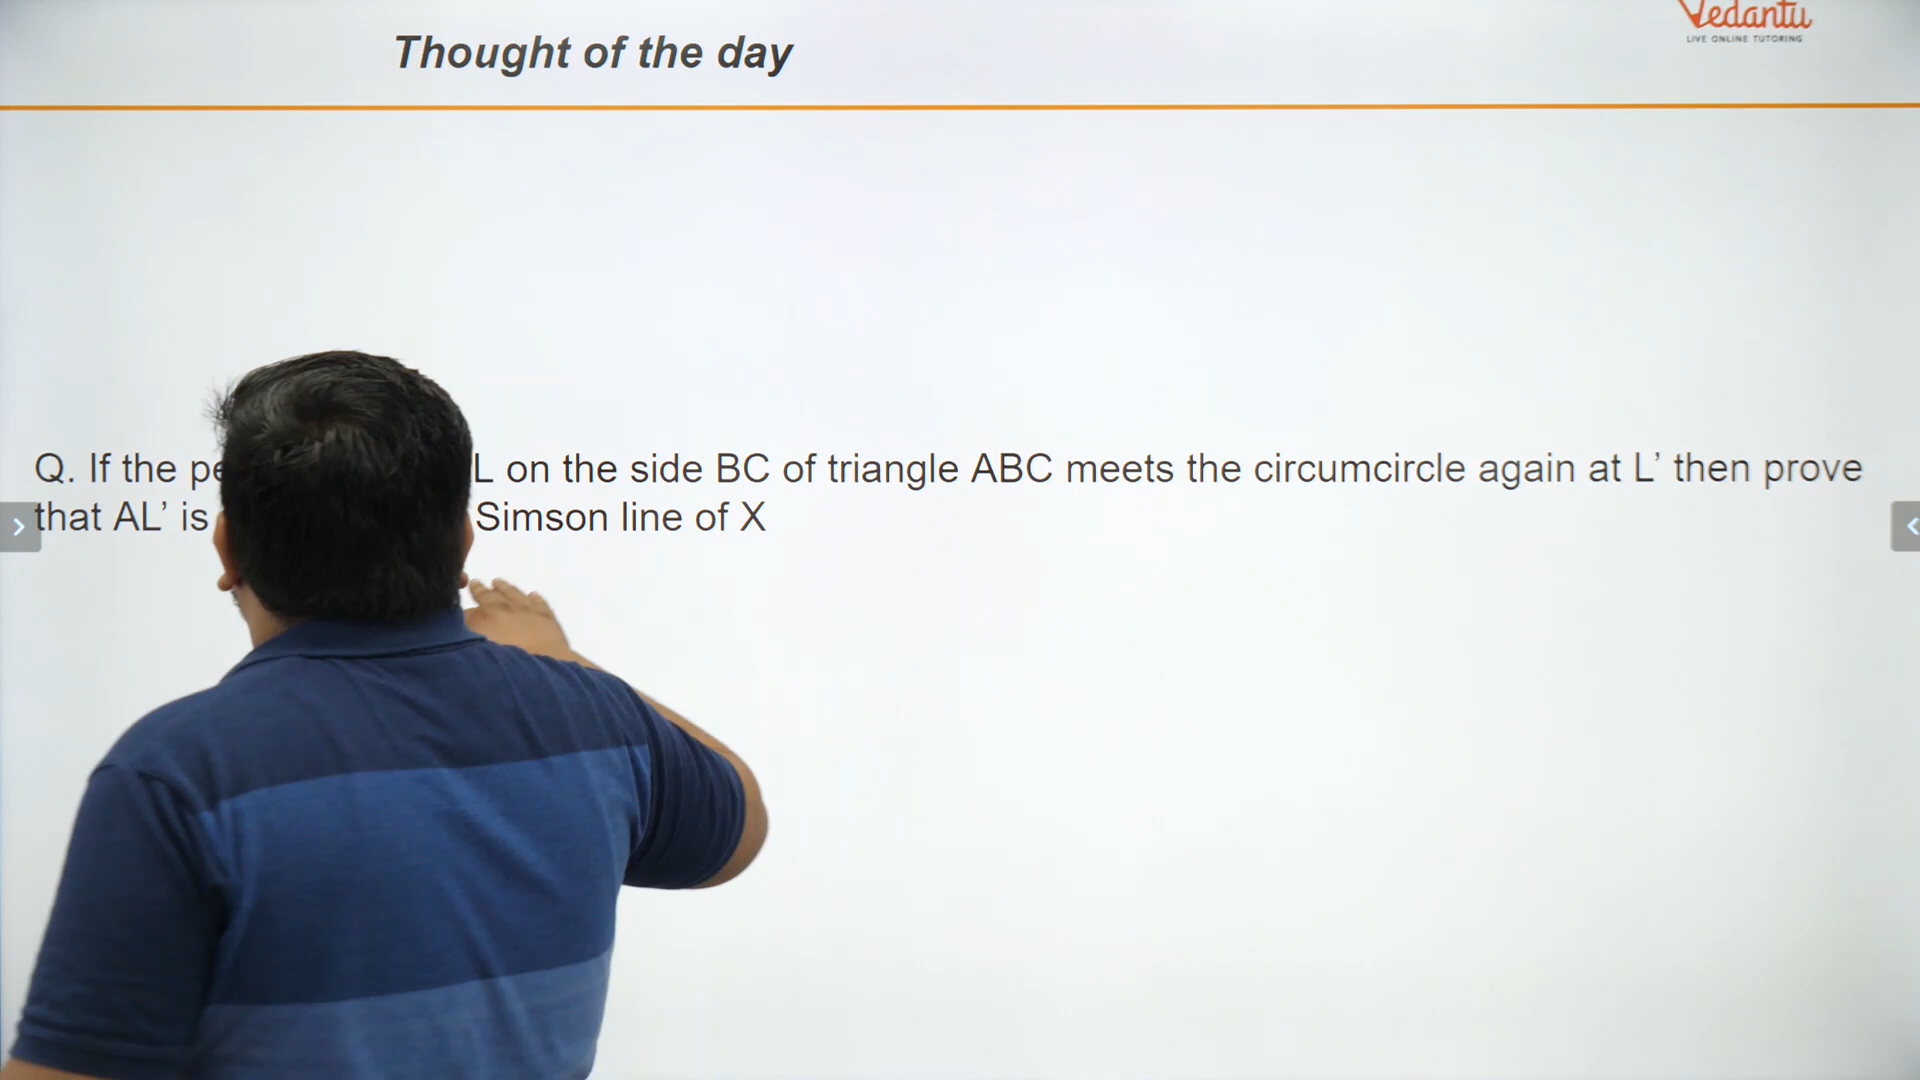 Thought of the day
Vedantu
LIVE ONLINE TUTORING
Q. If the L on the side BC of triangle ABC meets the circumcircle again at L’ then prove
that AL’ is Simson line of X